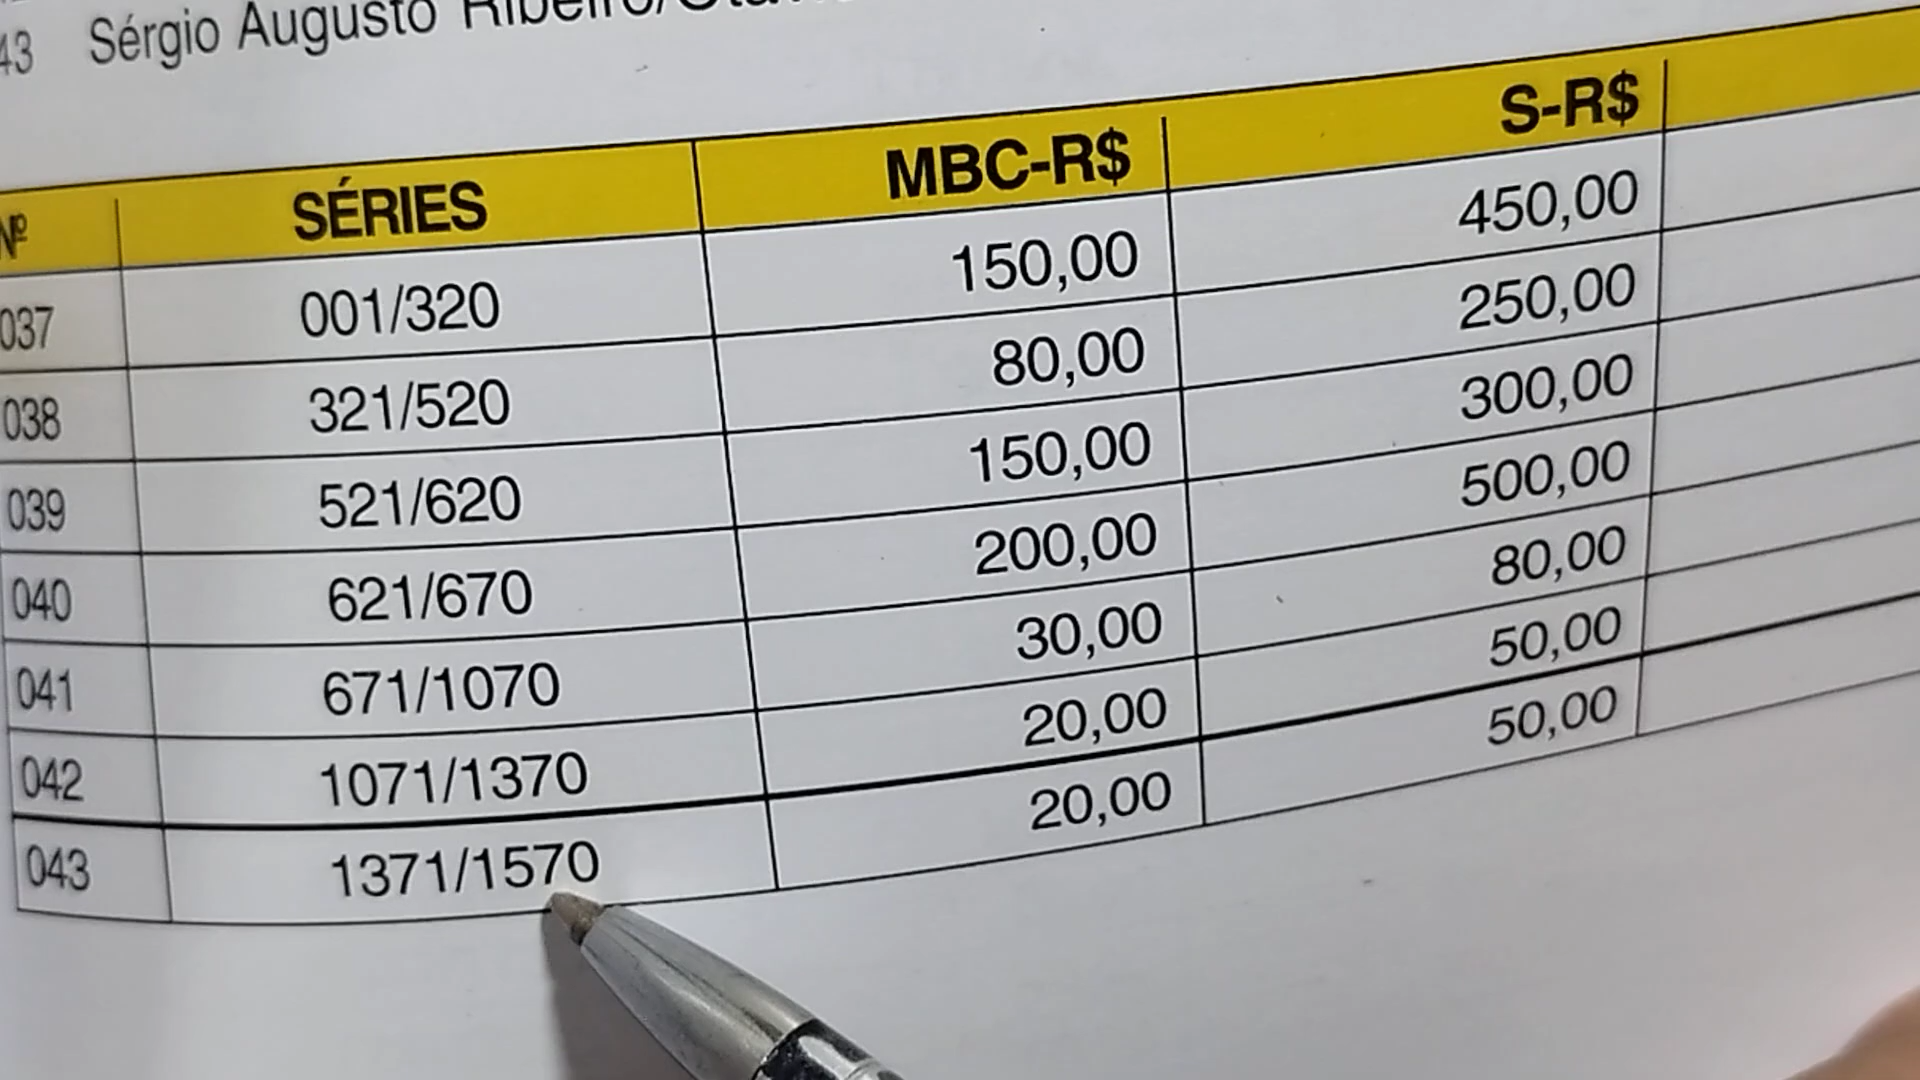 43 Sérgio Augusto
Nº SÉRIES MBC-R$ S-R$
037 001/320 150,00 450,00
038 321/520 80,00 250,00
039 521/620 150,00 300,00
040 621/670 200,00 500,00
041 671/1070 30,00 80,00
042 1071/1370 20,00 50,00
043 1371/1570 20,00 50,00